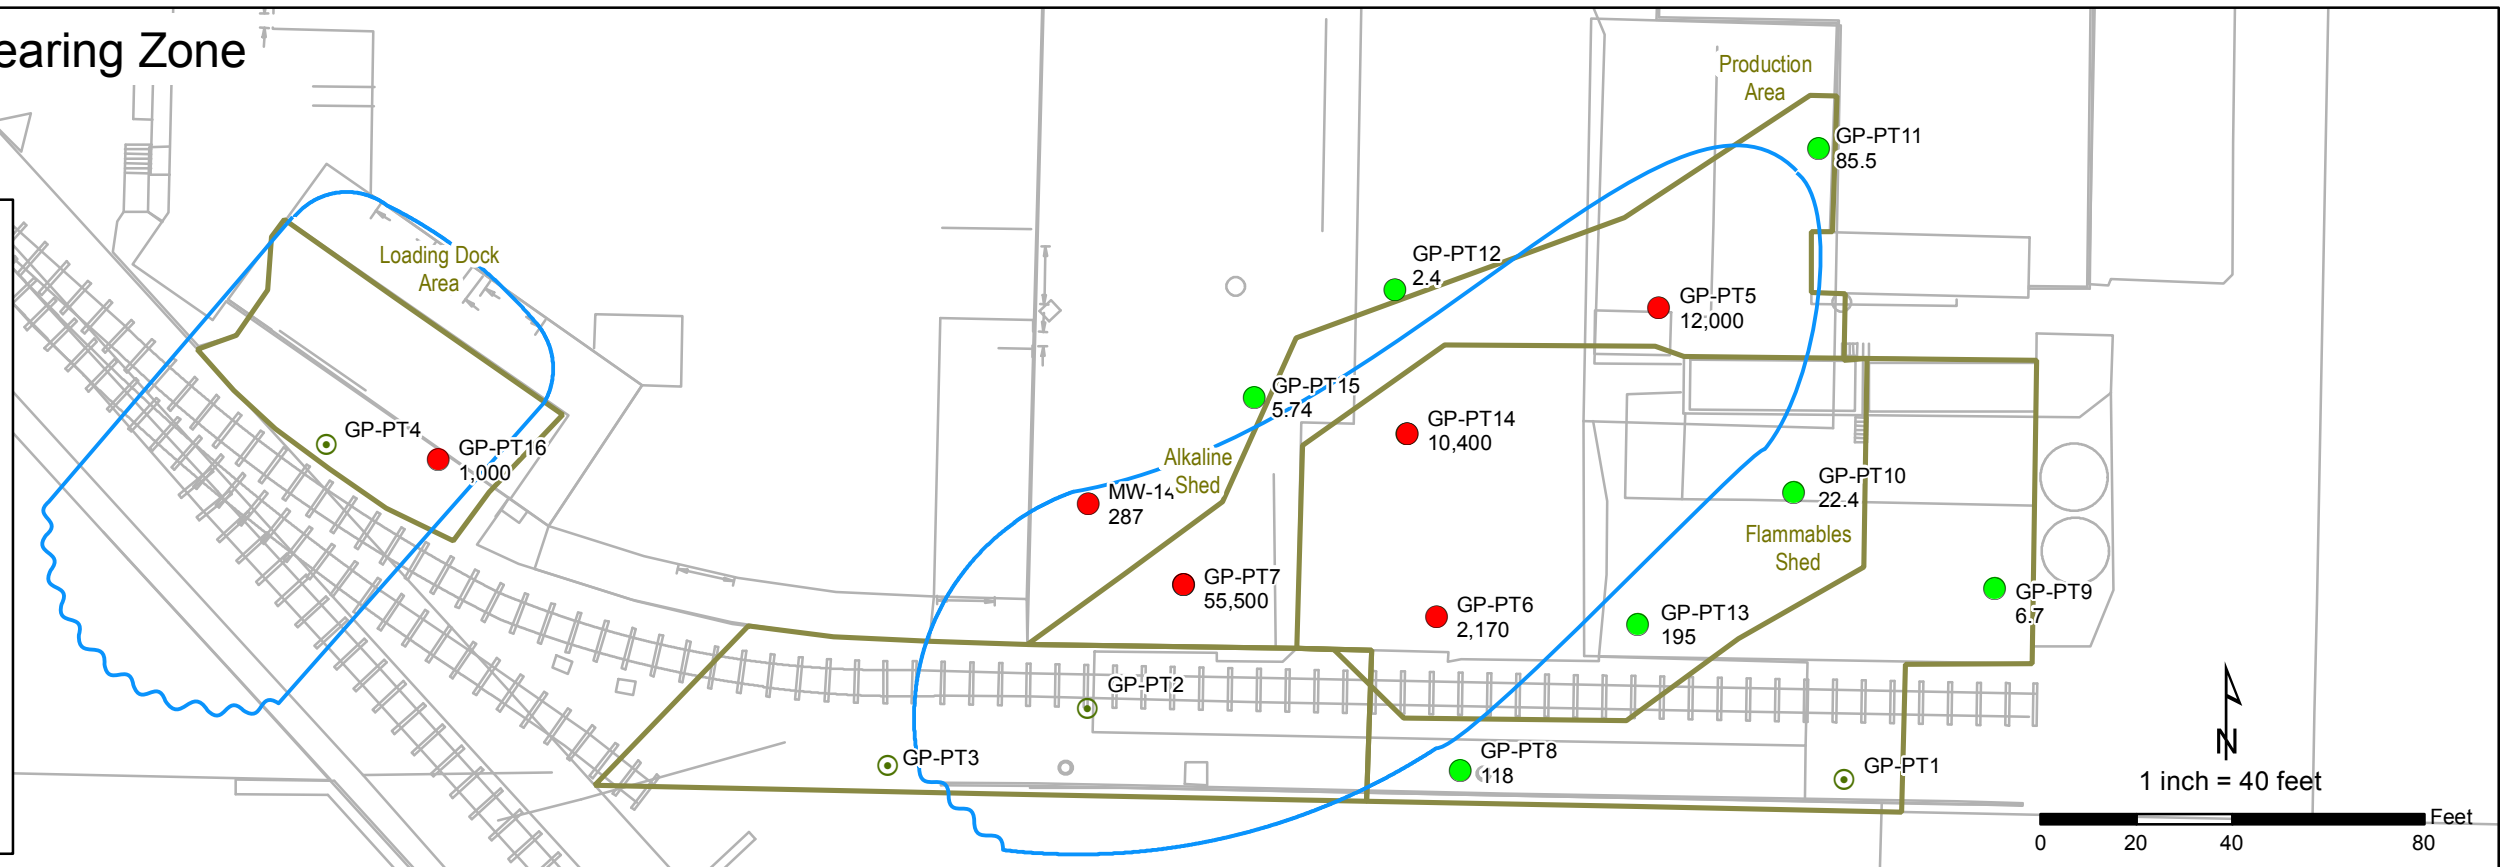 earing Zone
Production
Area
GP-PT11
85.5
Loading Dock
Area
GP-PT12
2.4
GP-PT5
12,000
GP-PT15
5.74
GP-PT14
10,400
GP-PT4
GP-PT16
1,000
Alkaline
Shed
MW-14
287
GP-PT10
22.4
Flammables
Shed
GP-PT7
55,500
GP-PT6
2,170
GP-PT13
195
GP-PT9
6.7
GP-PT2
GP-PT3
GP-PT8
118
GP-PT1
N
1 inch = 40 feet
Feet
0 20 40 80